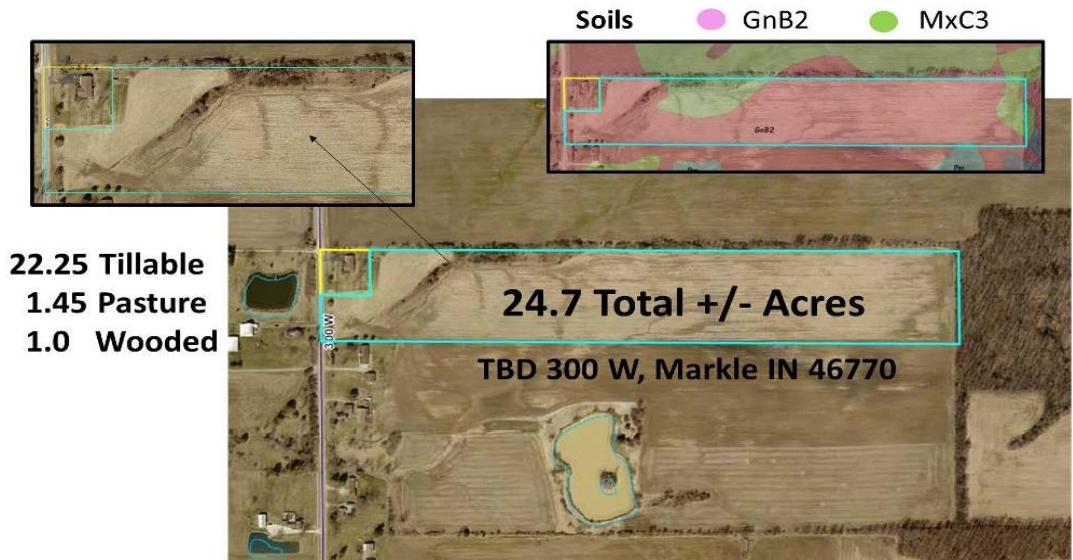 Soils GnB2 MxC3
GnB2
22.25 Tillable
1.45 Pasture
1.0 Wooded
24.7 Total +/- Acres
300 W
TBD 300 W, Markle IN 46770